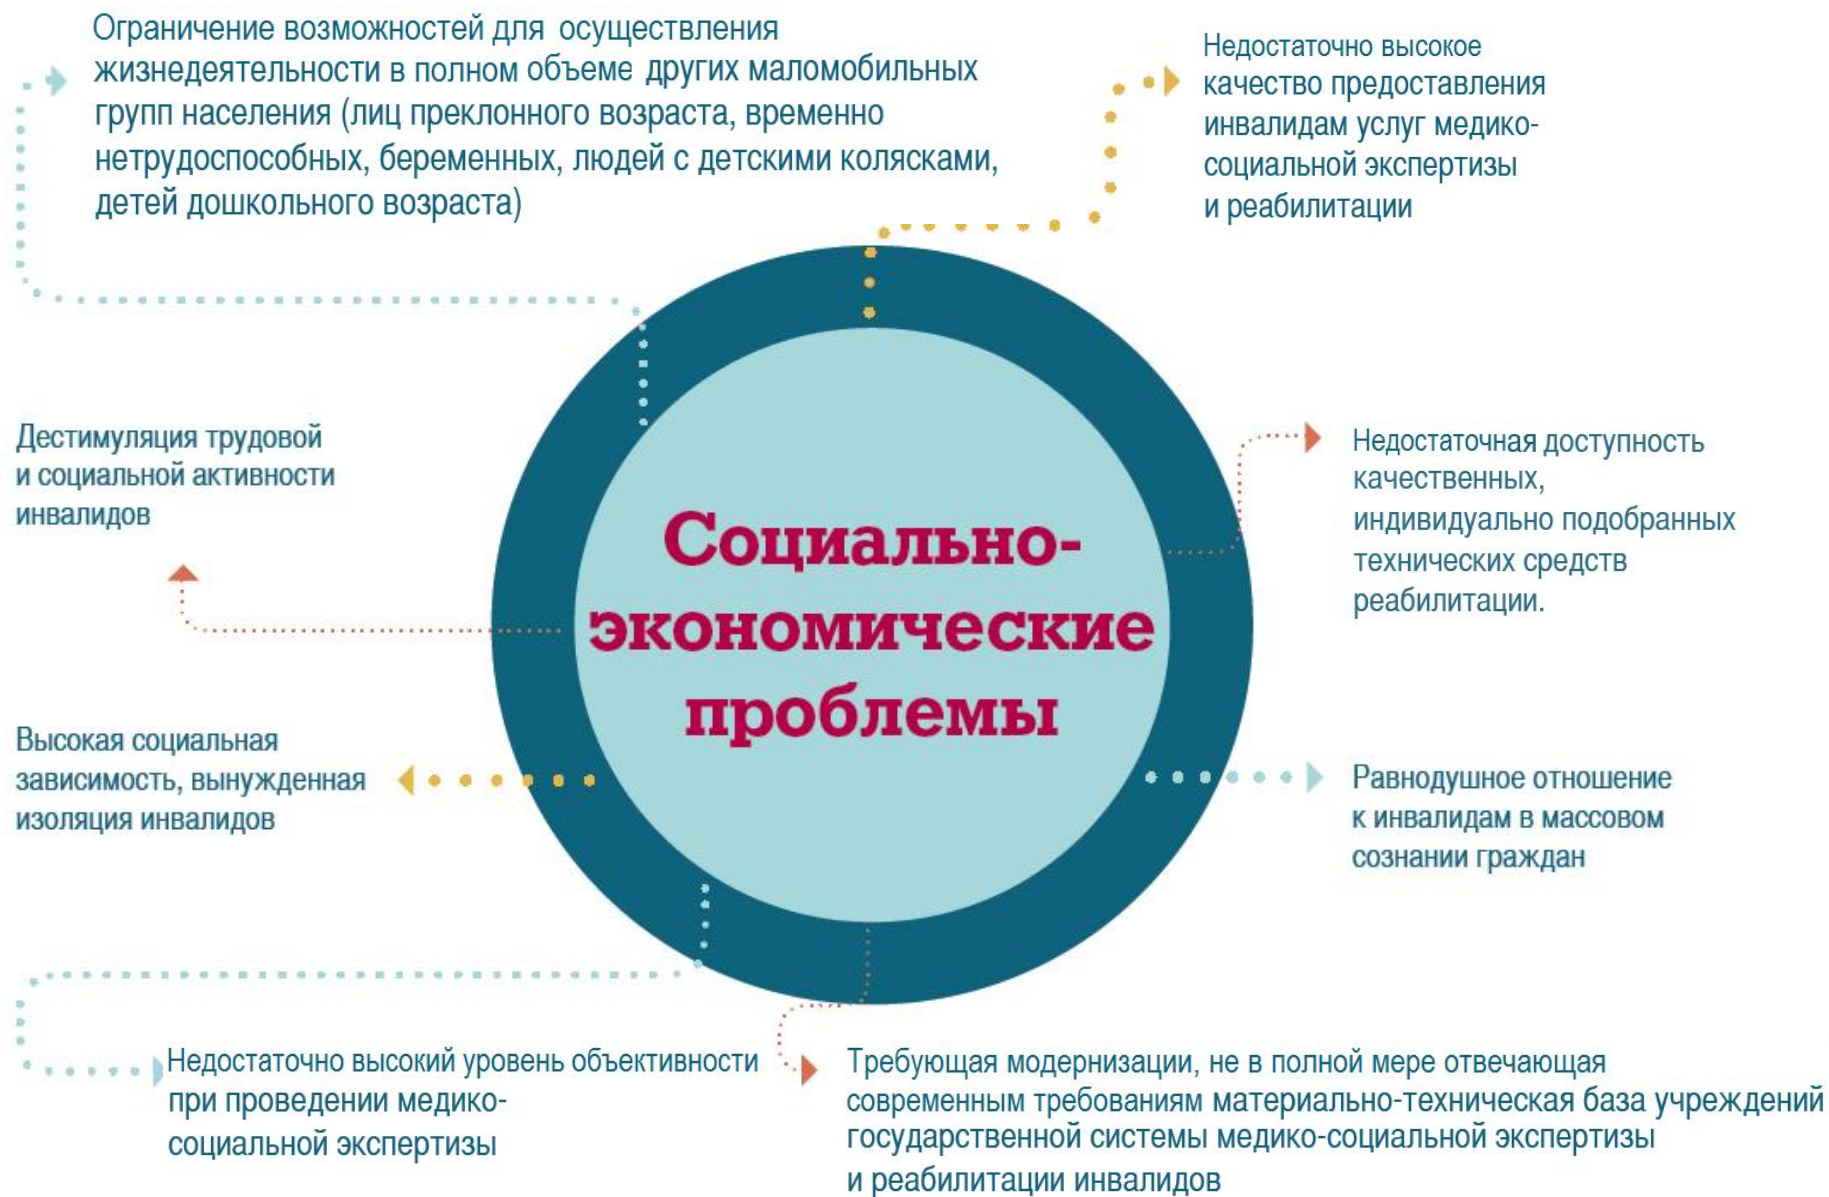 Ограничение возможностей для осуществления
жизнедеятельности в полном объеме других маломобильных
групп населения (лиц преклонного возраста, временно
нетрудоспособных, беременных, людей с детскими колясками,
детей дошкольного возраста)
Недостаточно высокое
качество предоставления
инвалидам услуг медико-
социальной экспертизы
и реабилитации
Дестимуляция трудовой
и социальной активности
инвалидов
Недостаточная доступность
качественных,
индивидуально подобранных
технических средств
реабилитации.
Социально-
экономические
проблемы
Высокая социальная
зависимость, вынужденная
изоляция инвалидов
Равнодушное отношение
к инвалидам в массовом
сознании граждан
Недостаточно высокий уровень объективности
при проведении медико-
социальной экспертизы
Требующая модернизации, не в полной мере отвечающая
современным требованиям материально-техническая база учреждений
государственной системы медико-социальной экспертизы
и реабилитации инвалидов